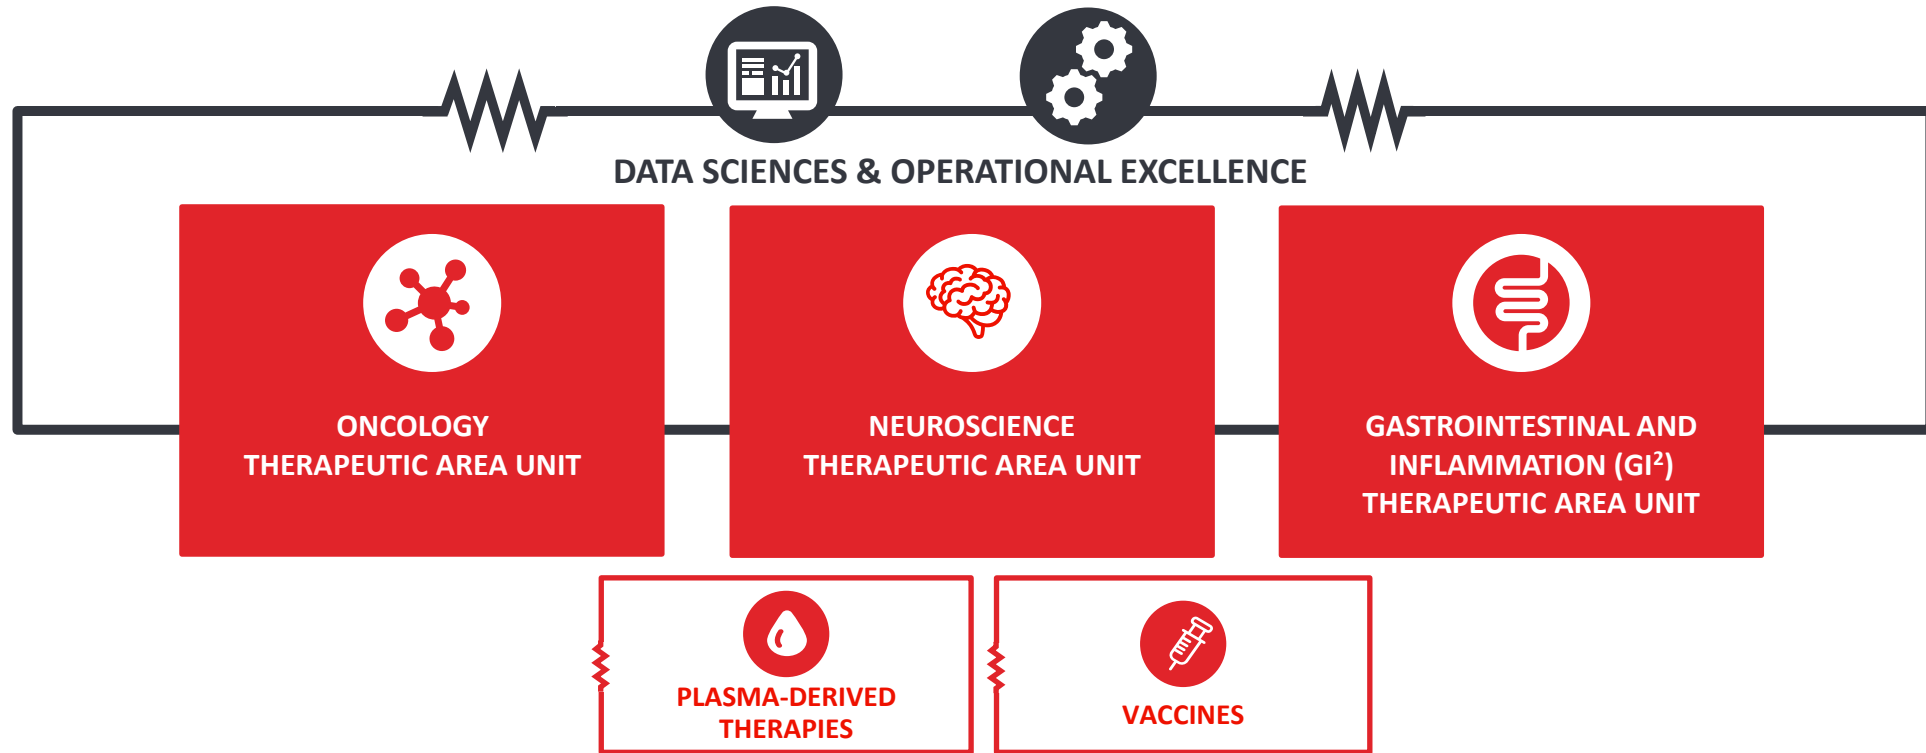 DATA SCIENCES & OPERATIONAL EXCELLENCE
ONCOLOGY
THERAPEUTIC AREA UNIT
NEUROSCIENCE
THERAPEUTIC AREA UNIT
GASTROINTESTINAL AND
INFLAMMATION (GI²)
THERAPEUTIC AREA UNIT
PLASMA-DERIVED
THERAPIES
VACCINES